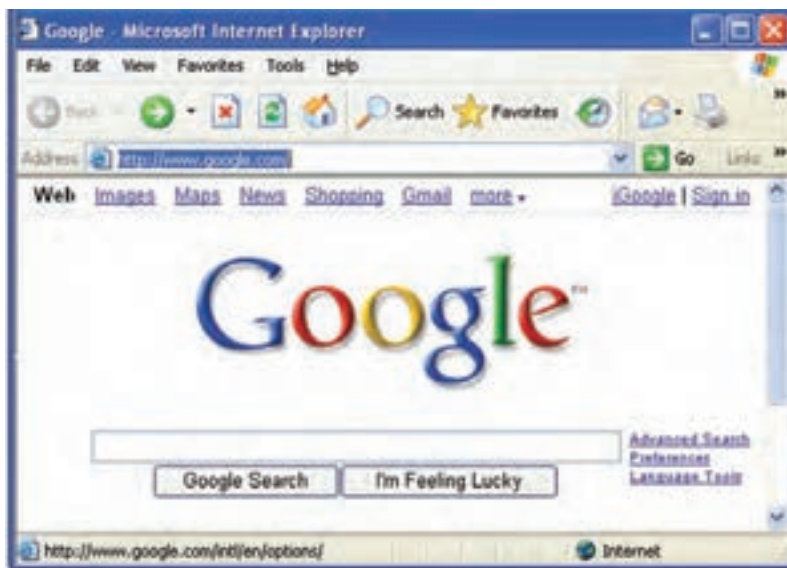 Google - Microsoft Internet Explorer
File Edit View Favorites Tools Help
Back Search Favorites »
Address http://www.google.com/ Go Links »
Web Images Maps News Shopping Gmail more iGoogle | Sign in
Google™
Advanced Search
Preferences
Language Tools
Google Search I'm Feeling Lucky
http://www.google.com/intl/en/options/ Internet